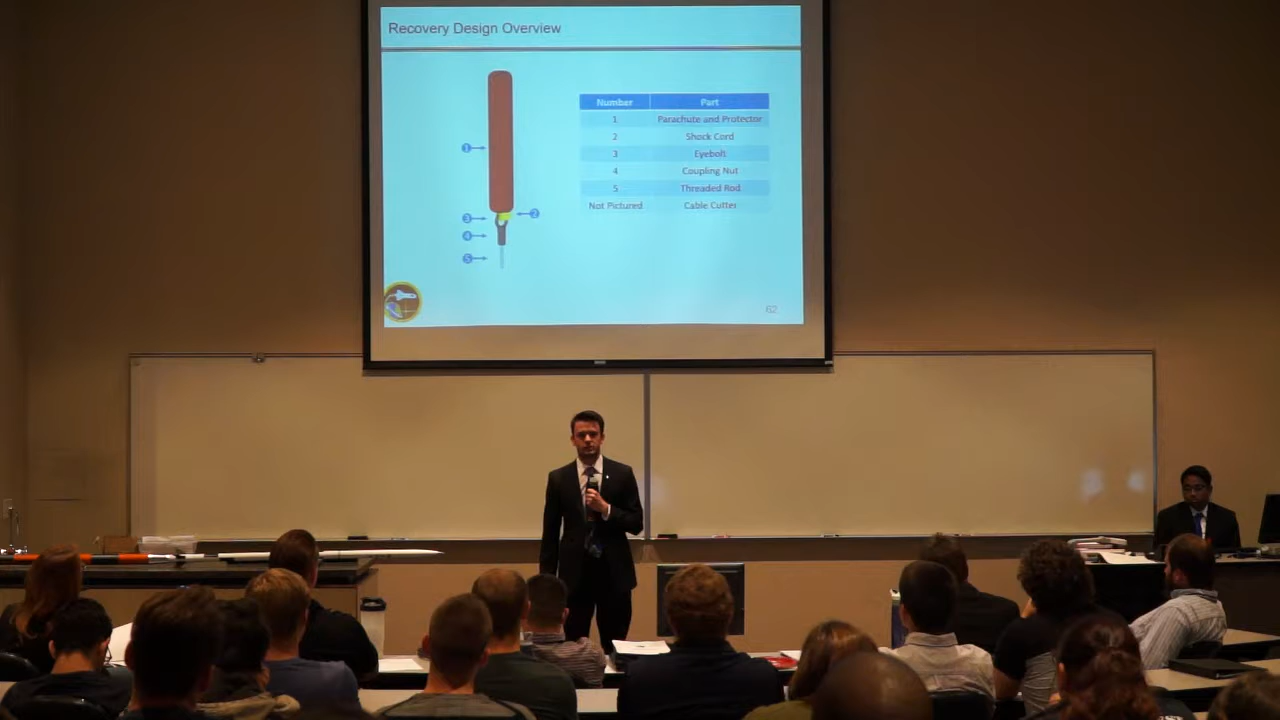 Recovery Design Overview
Number Part
1 Parachute and Protector
2 Shock Cord
3 Eyebolt
4 Coupling Nut
5 Threaded Rod
Not Pictured Cable Cutter
1
3 2
4
5
62